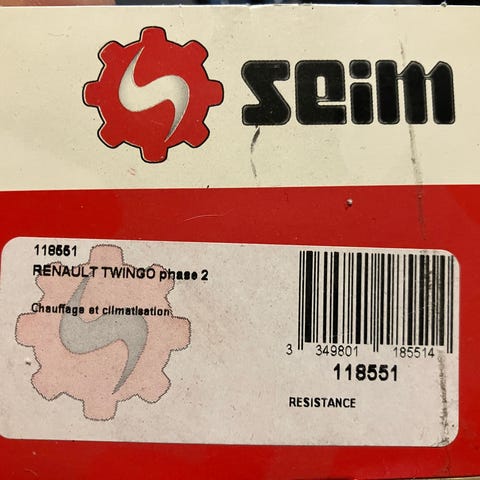 seim
118551
RENAULT TWINGO phase 2
Chauffage et climatisation
3 349801 185514
118551
RESISTANCE